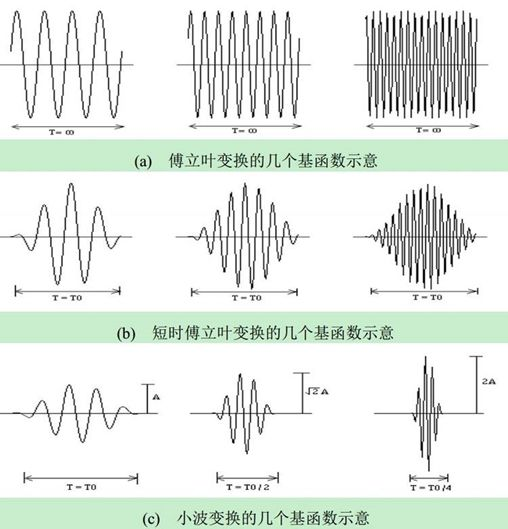 T = ∞ T = ∞ T = ∞
(a) 傅立叶变换的几个基函数示意
T = T0 T = T0 T = T0
(b) 短时傅立叶变换的几个基函数示意
A √2 A 2A
T = T0 T = T0 / 2 T = T0 / 4
(c) 小波变换的几个基函数示意